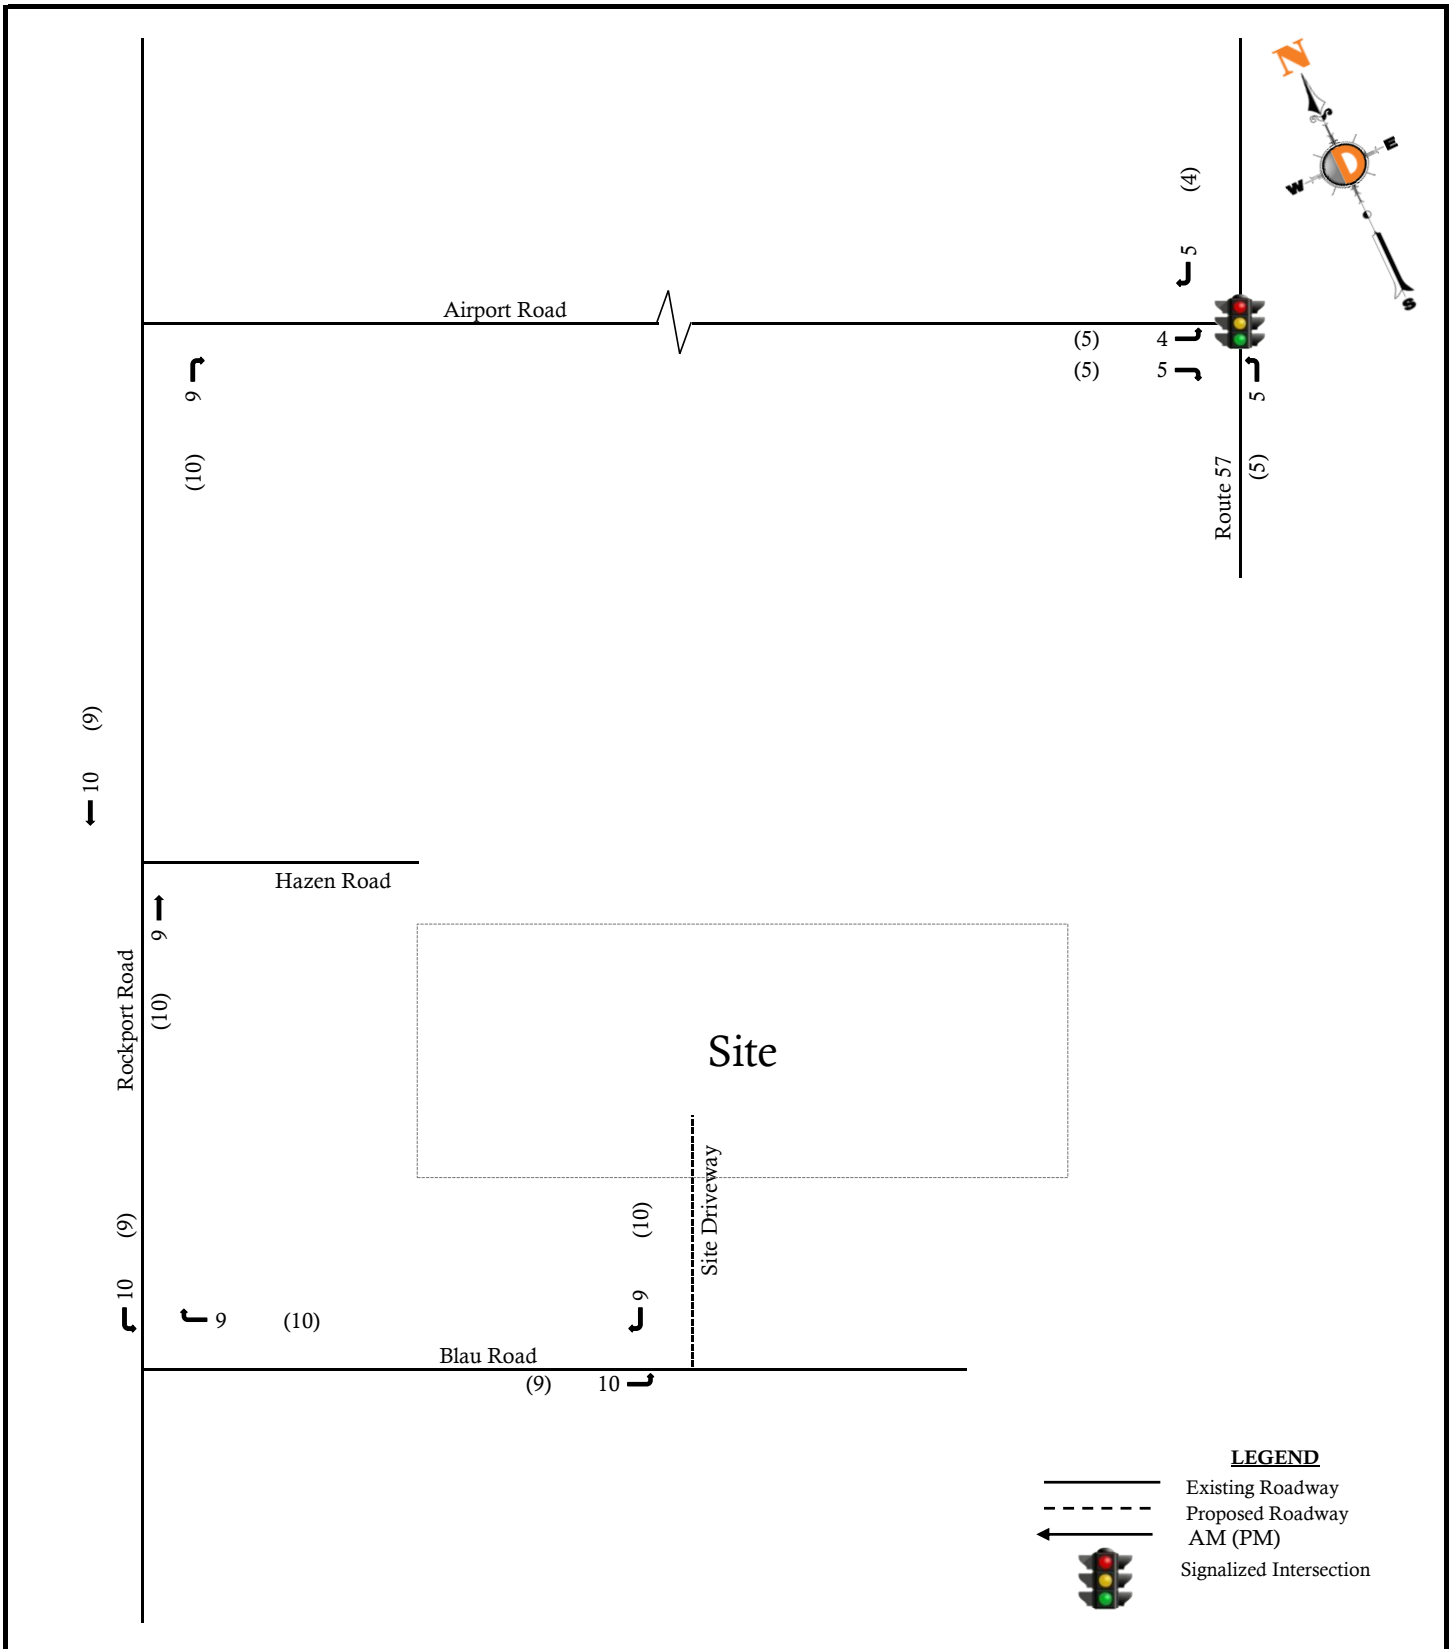 N
E
D
W
S
(4)
5
Airport Road
(5) 4
(5) 5
5
(5)
Route 57
9
(10)
(9)
10
Hazen Road
9
(10)
Rockport Road
Site
Site Driveway
(9)
10
9 (10)
(10)
9
Blau Road
(9) 10
LEGEND
Existing Roadway
Proposed Roadway
AM (PM)
Signalized Intersection